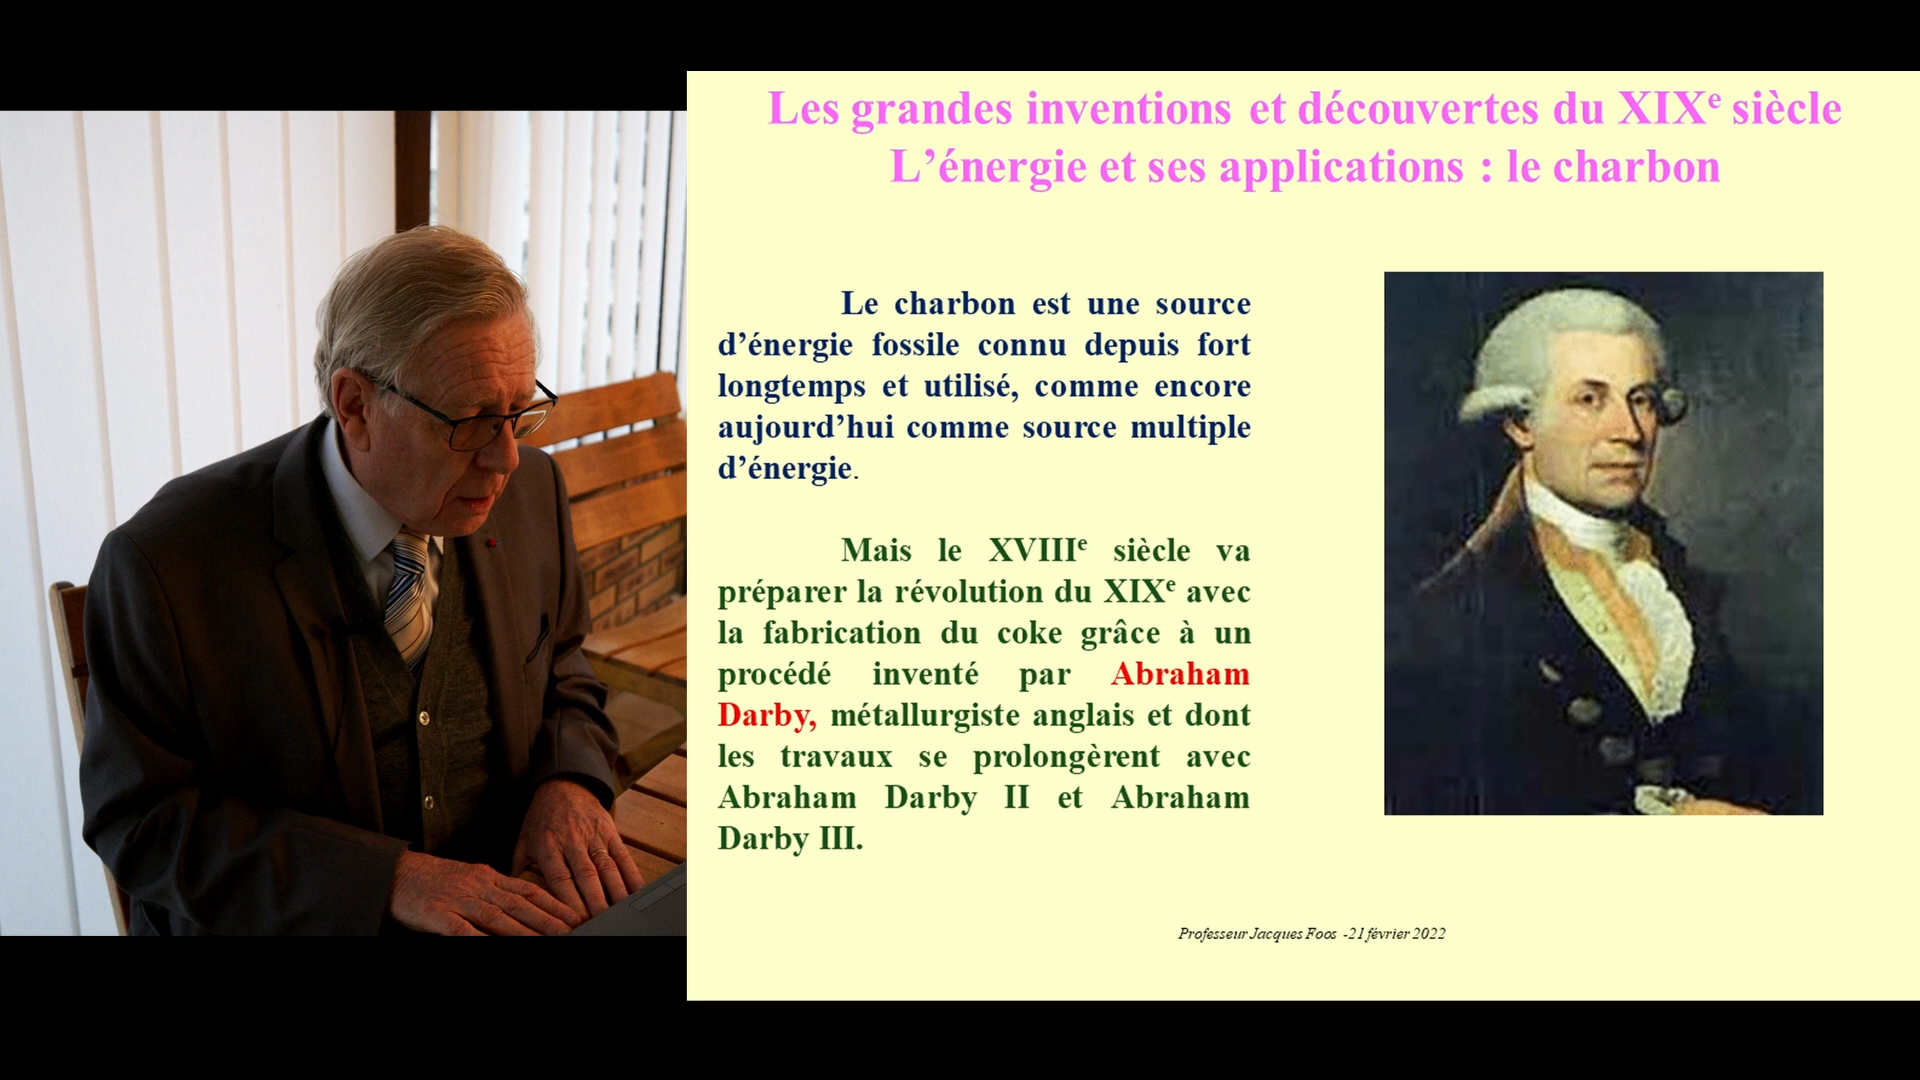 Les grandes inventions et découvertes du XIXe siècle
L’énergie et ses applications : le charbon
Le charbon est une source
d’énergie fossile connu depuis fort
longtemps et utilisé, comme encore
aujourd’hui comme source multiple
d’énergie.
Mais le XVIIIe siècle va
préparer la révolution du XIXe avec
la fabrication du coke grâce à un
procédé inventé par Abraham
Darby, métallurgiste anglais et dont
les travaux se prolongèrent avec
Abraham Darby II et Abraham
Darby III.
Professeur Jacques Foos -21 février 2022